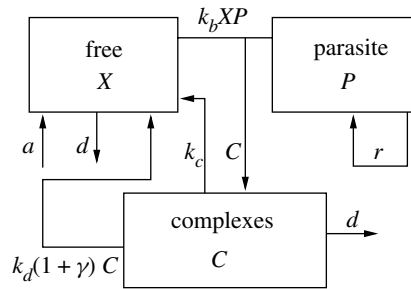 k_bXP
free
X
parasite
P
a
d
k_c
C
r
complexes
C
d
k_d(1 + γ) C